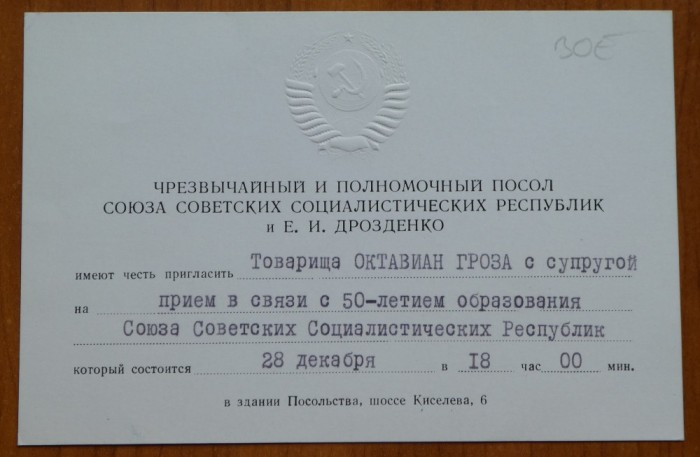 ВОЕ
ЧРЕЗВЫЧАЙНЫЙ И ПОЛНОМОЧНЫЙ ПОСОЛ
СОЮЗА СОВЕТСКИХ СОЦИАЛИСТИЧЕСКИХ РЕСПУБЛИК
и Е. И. ДРОЗДЕНКО
имеют честь пригласить Товарища ОКТАВИАН ГРОЗА с супругой
на прием в связи с 50-летием образования
Союза Советских Социалистических Республик
который состоится 28 декабря в 18 час 00 мин.
в здании Посольства, шоссе Киселева, 6